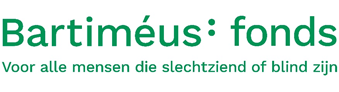 Bartiméus: fonds
Voor alle mensen die slechtziend of blind zijn